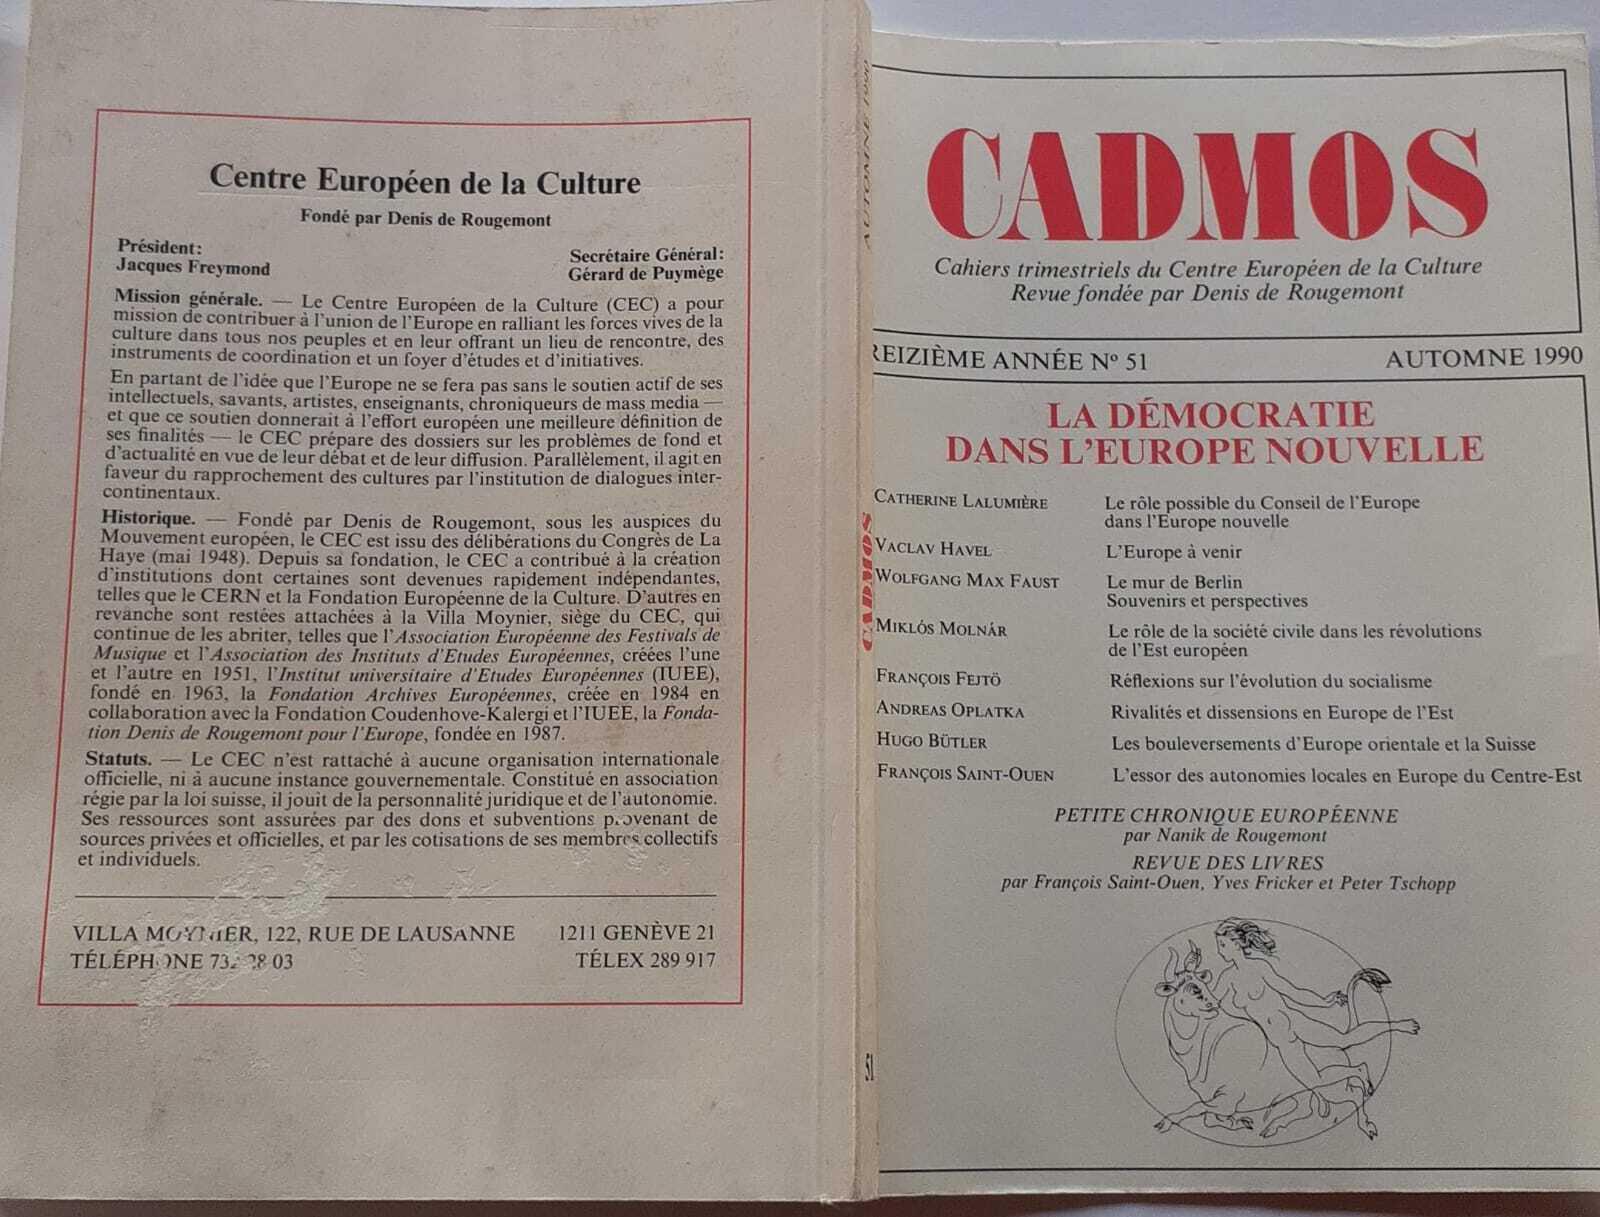 Centre Européen de la Culture
Fondé par Denis de Rougemont
Président:
Jacques Freymond
Secrétaire Général:
Gérard de Puymège
Mission générale. — Le Centre Européen de la Culture (CEC) a pour
mission de contribuer à l'union de l'Europe en ralliant les forces vives de la
culture dans tous nos peuples et en leur offrant un lieu de rencontre, des
instruments de coordination et un foyer d'études et d'initiatives.
En partant de l'idée que l'Europe ne se fera pas sans le soutien actif de ses
intellectuels, savants, artistes, enseignants, chroniqueurs de mass media —
et que ce soutien donnerait à l'effort européen une meilleure définition de
ses finalités — le CEC prépare des dossiers sur les problèmes de fond et
d'actualité en vue de leur débat et de leur diffusion. Parallèlement, il agit en
faveur du rapprochement des cultures par l'institution de dialogues inter-
continentaux.
Historique. — Fondé par Denis de Rougemont, sous les auspices du
Mouvement européen, le CEC est issu des délibérations du Congrès de La
Haye (mai 1948). Depuis sa fondation, le CEC a contribué à la création
d'institutions dont certaines sont devenues rapidement indépendantes,
telles que le CERN et la Fondation Européenne de la Culture. D'autres en
revanche sont restées attachées à la Villa Moynier, siège du CEC, qui
continue de les abriter, telles que l'Association Européenne des Festivals de
Musique et l'Association des Instituts d'Etudes Européennes, créées l'une
et l'autre en 1951, l'Institut universitaire d'Etudes Européennes (IUEE),
fondé en 1963, la Fondation Archives Européennes, créée en 1984 en
collaboration avec la Fondation Coudenhove-Kalergi et l'IUEE, la Fonda-
tion Denis de Rougemont pour l'Europe, fondée en 1987.
Statuts. — Le CEC n'est rattaché à aucune organisation internationale
officielle, ni à aucune instance gouvernementale. Constitué en association
régie par la loi suisse, il jouit de la personnalité juridique et de l'autonomie.
Ses ressources sont assurées par des dons et subventions provenant de
sources privées et officielles, et par les cotisations de ses membres collectifs
et individuels.
VILLA MOYNIER, 122, RUE DE LAUSANNE 1211 GENÈVE 21
TÉLÉPHONE 28 03 TÉLEX 289 917
AUTOMNE 1990
CADMOS
51
CADMOS
Cahiers trimestriels du Centre Européen de la Culture
Revue fondée par Denis de Rougemont
REIZIÈME ANNÉE N° 51 AUTOMNE 1990
LA DÉMOCRATIE
DANS L'EUROPE NOUVELLE
CATHERINE LALUMIÈRE Le rôle possible du Conseil de l'Europe
dans l'Europe nouvelle
VACLAV HAVEL L'Europe à venir
WOLFGANG MAX FAUST Le mur de Berlin
Souvenirs et perspectives
MIKLÓS MOLNÁR Le rôle de la société civile dans les révolutions
de l'Est européen
FRANÇOIS FEJTÖ Réflexions sur l'évolution du socialisme
ANDREAS OPLATKA Rivalités et dissensions en Europe de l'Est
HUGO BÜTLER Les bouleversements d'Europe orientale et la Suisse
FRANÇOIS SAINT-OUEN L'essor des autonomies locales en Europe du Centre-Est
PETITE CHRONIQUE EUROPÉENNE
par Nanik de Rougemont
REVUE DES LIVRES
par François Saint-Ouen, Yves Fricker et Peter Tschopp